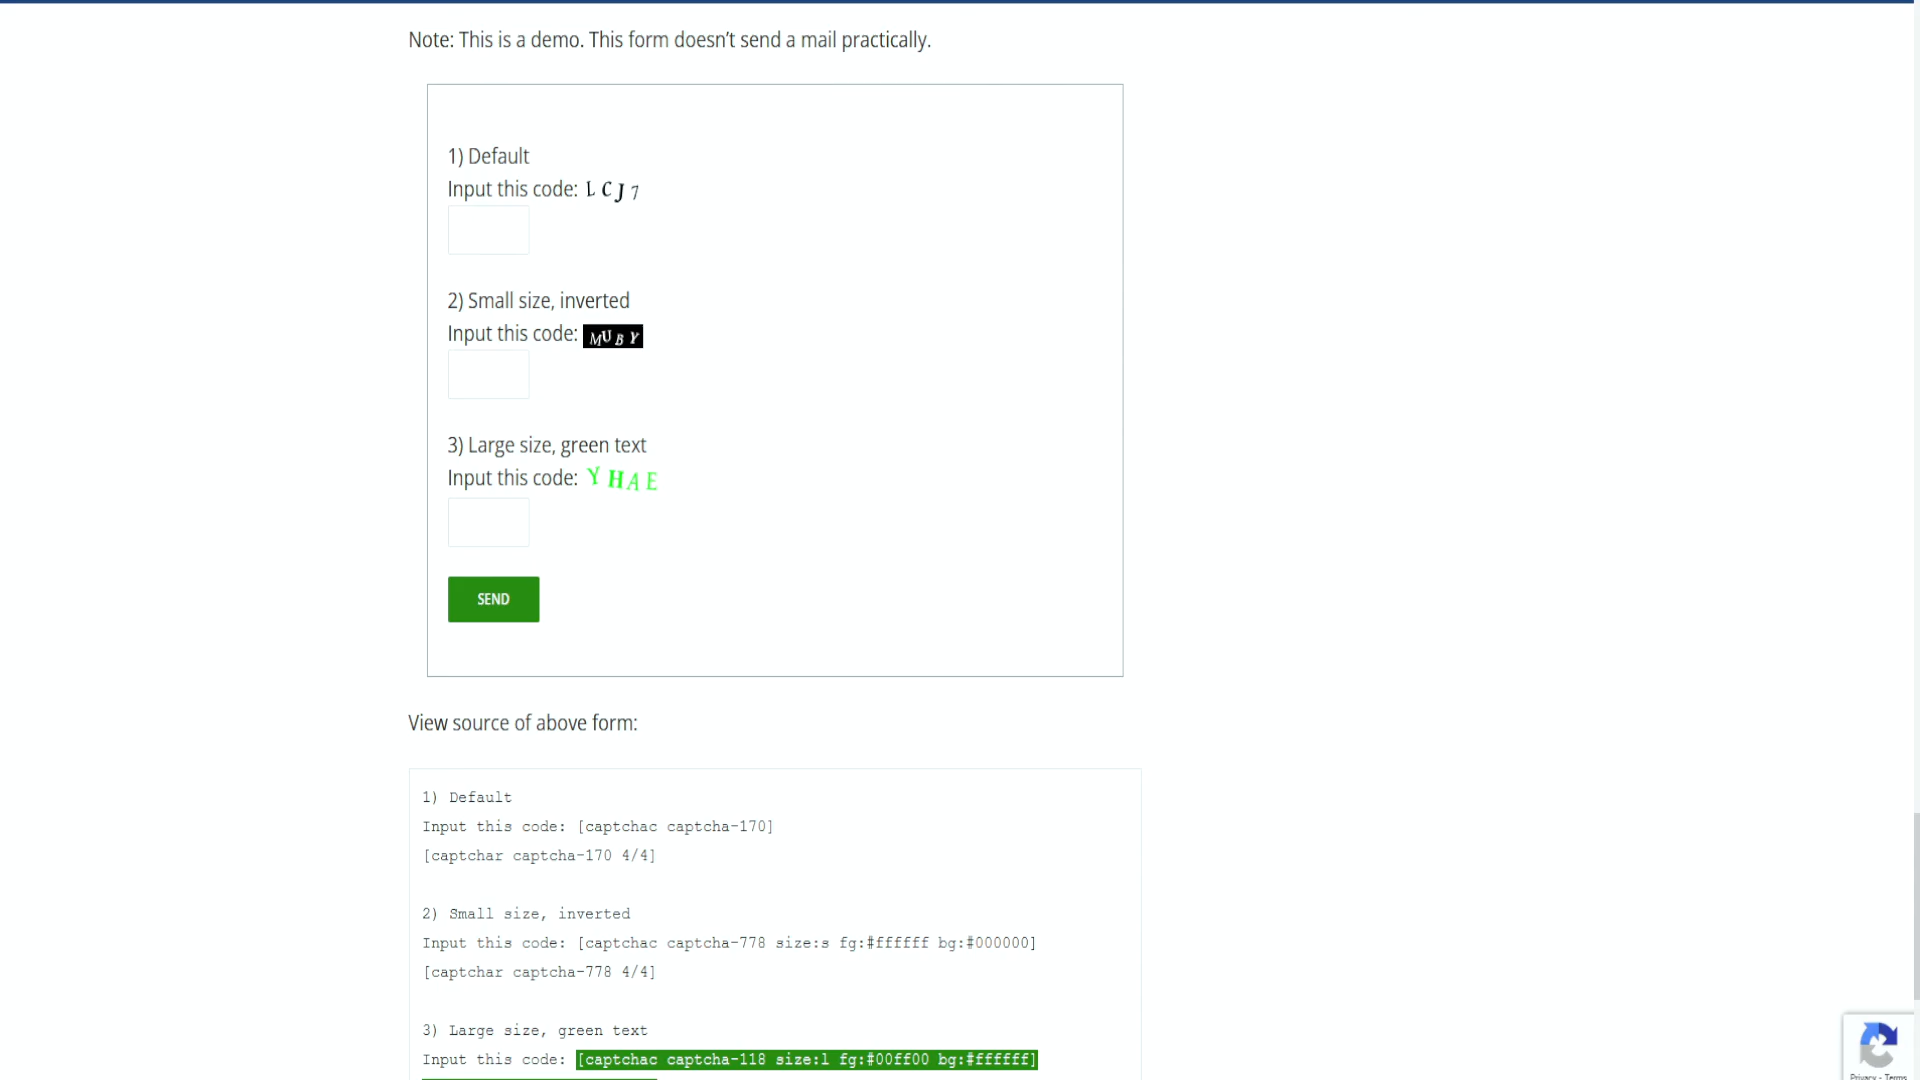 Note: This is a demo. This form doesn’t send a mail practically.
1) Default
Input this code: L C J 7
2) Small size, inverted
Input this code: M U B Y
3) Large size, green text
Input this code: Y H A E
SEND
View source of above form:
1) Default
Input this code: [captchac captcha-170]
[captchar captcha-170 4/4]
2) Small size, inverted
Input this code: [captchac captcha-778 size:s fg:#ffffff bg:#000000]
[captchar captcha-778 4/4]
3) Large size, green text
Input this code: [captchac captcha-118 size:l fg:#00ff00 bg:#ffffff]
Privacy - Terms